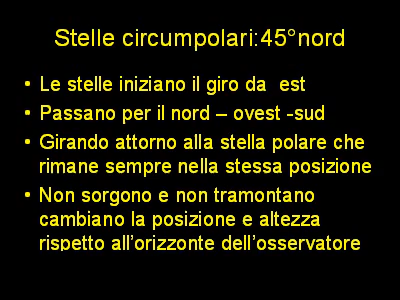 Stelle circumpolari:45°nord
• Le stelle iniziano il giro da est
• Passano per il nord – ovest -sud
• Girando attorno alla stella polare che
rimane sempre nella stessa posizione
• Non sorgono e non tramontano
cambiano la posizione e altezza
rispetto all’orizzonte dell’osservatore